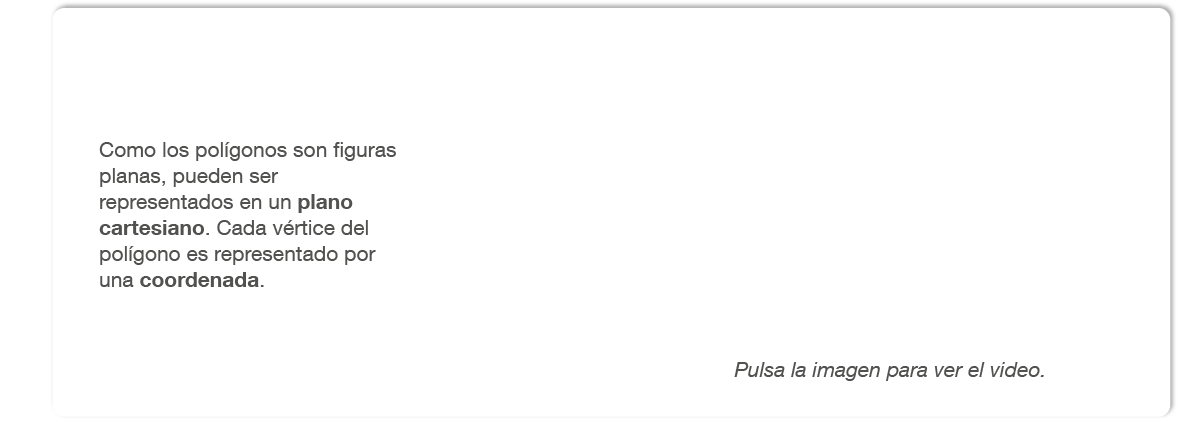 Como los polígonos son figuras
planas, pueden ser
representados en un plano
cartesiano. Cada vértice del
polígono es representado por
una coordenada.
Pulsa la imagen para ver el video.